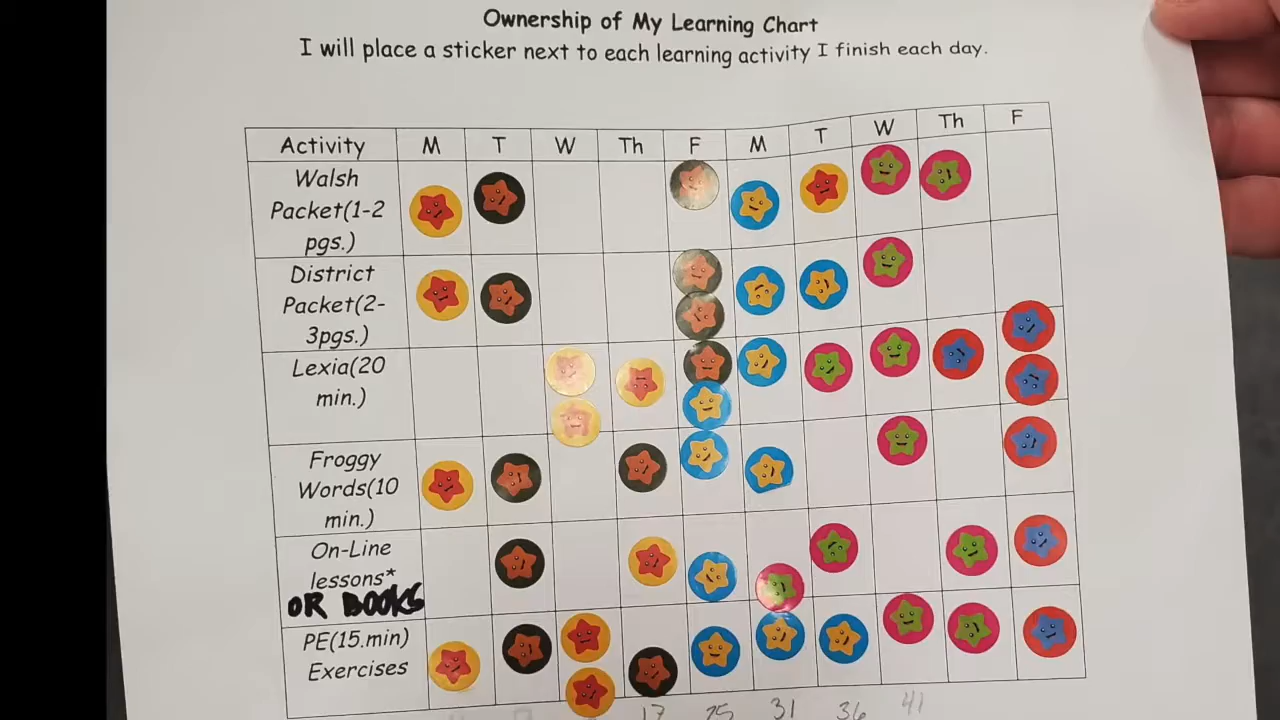 Ownership of My Learning Chart
I will place a sticker next to each learning activity I finish each day.
Activity M T W Th F M T W Th F
Walsh
Packet(1-2
pgs.)
District
Packet(2-
3pgs.)
Lexia(20
min.)
Froggy
Words(10
min.)
On-Line
lessons*
OR BOOKS
PE(15.min)
Exercises
17 25 31 36 41